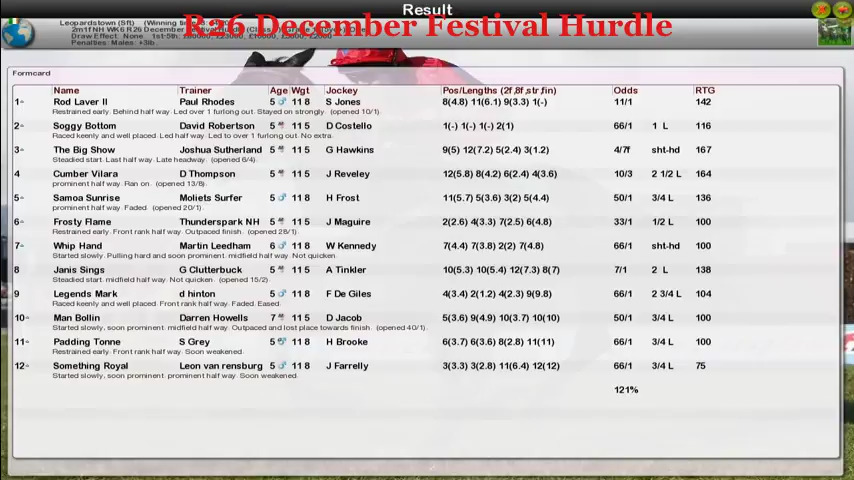 Result
R26 December Festival Hurdle
Leopardstown (Sft) (Winning
2m1f NH WK6 R26 December Festival Hurdle
Draw Effect: None 1st-5th:
Penalties: Males: +3lb.
Formcard
Name Trainer Age Wgt Jockey Pos/Lengths (2f,8f,str,fin) Odds RTG
1 Rod Laver II Paul Rhodes 5 11 8 S Jones 8(4.8) 11(6.1) 9(3.3) 1(-) 11/1 142
Restrained early. Behind half way. Led over 1 furlong out. Stayed on strongly. (opened 10/1).
2 Soggy Bottom David Robertson 5 11 5 D Costello 1(-) 1(-) 1(-) 2(1) 66/1 1 L 116
Raced keenly and well placed. Led half way. Led to over 1 furlong out. No extra.
3 The Big Show Joshua Sutherland 5 11 5 G Hawkins 9(5) 12(7.2) 5(2.4) 3(1.2) 4/7f sht-hd 167
Steadied start. Last half way. Late headway. (opened 6/4).
4 Cumber Vilara D Thompson 5 11 5 J Reveley 12(5.8) 8(4.2) 6(2.4) 4(3.6) 10/3 2 1/2 L 164
prominent half way. Ran on. (opened 13/8).
5 Samoa Sunrise Moliets Surfer 5 11 8 H Frost 11(5.7) 5(3.6) 3(2) 5(4.4) 50/1 3/4 L 136
prominent half way. Faded. (opened 20/1).
6 Frosty Flame Thunderspark NH 5 11 5 J Maguire 2(2.6) 4(3.3) 7(2.5) 6(4.8) 33/1 1/2 L 100
Restrained early. Front rank half way. Outpaced finish. (opened 28/1).
7 Whip Hand Martin Leedham 6 11 8 W Kennedy 7(4.4) 7(3.8) 2(2) 7(4.8) 66/1 sht-hd 100
Started slowly. Pulling hard and soon prominent. midfield half way. Not quicken.
8 Janis Sings G Clutterbuck 5 11 5 A Tinkler 10(5.3) 10(5.4) 12(7.3) 8(7) 7/1 2 L 138
Steadied start. midfield half way. Not quicken. (opened 15/2).
9 Legends Mark d hinton 5 11 8 F De Giles 4(3.4) 2(1.2) 4(2.3) 9(9.8) 66/1 2 3/4 L 104
Raced keenly and well placed. Front rank half way. Faded. Eased.
10 Man Bollin Darren Howells 7 11 5 D Jacob 5(3.6) 9(4.9) 10(3.7) 10(10) 50/1 3/4 L 100
Started slowly, soon prominent. midfield half way. Outpaced and lost place towards finish. (opened 40/1).
11 Padding Tonne S Grey 5 11 8 H Brooke 6(3.7) 6(3.6) 8(2.8) 11(11) 66/1 3/4 L 100
Restrained early. Front rank half way. Soon weakened.
12 Something Royal Leon van rensburg 5 11 8 J Farrelly 3(3.3) 3(2.8) 11(6.4) 12(12) 66/1 3/4 L 75
Started slowly, soon prominent. prominent half way. Soon weakened.
121%